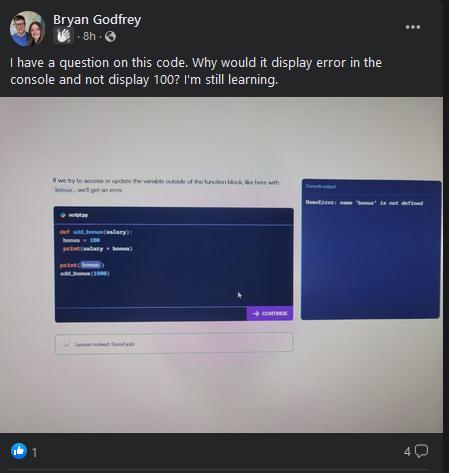 Bryan Godfrey
· 8h ·
I have a question on this code. Why would it display error in the
console and not display 100? I'm still learning.
If we try to access or update the variable outside of the function block, like here with
bonus , we'll get an error.
script.py
def add_bonus(salary):
bonus = 100
print(salary + bonus)
print(bonus)
add_bonus(1900)
→ CONTINUE
Lesson solved. Good job!
Console output
NameError: name 'bonus' is not defined
1
4